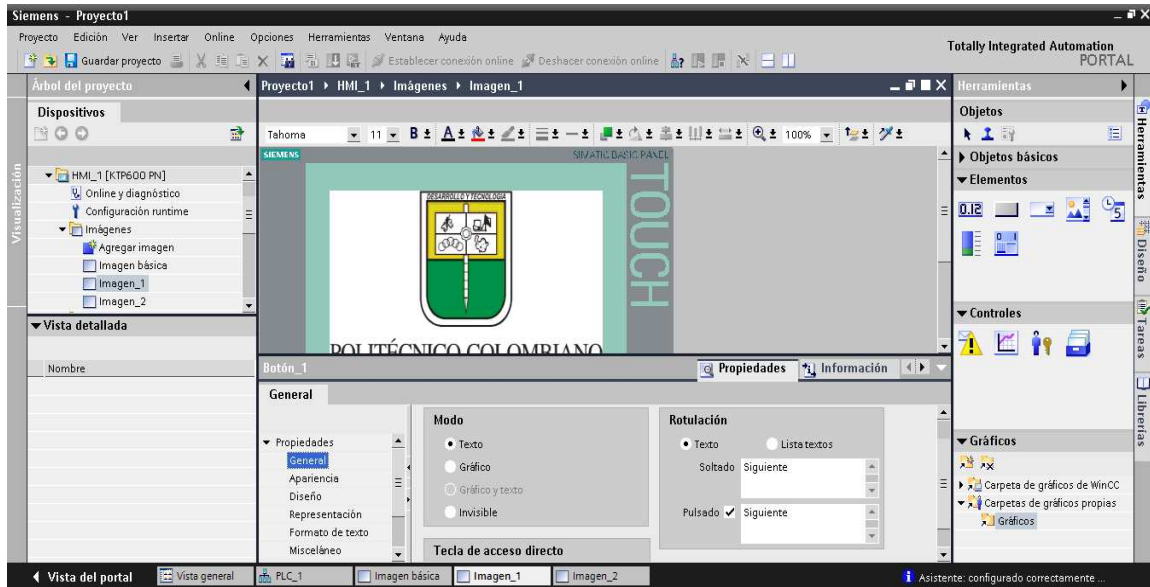 Siemens - Proyecto1
Proyecto Edición Ver Insertar Online Opciones Herramientas Ventana Ayuda
Totally Integrated Automation
PORTAL
Guardar proyecto Establecer conexión online Deshacer conexión online
Árbol del proyecto
Proyecto1 HMI_1 Imágenes Imagen_1
Herramientas
Dispositivos
Objetos
Tahoma 11 100%
Objetos básicos
Elementos
0.12
5
Visualización
HMI_1 [KTP600 PN]
Online y diagnóstico
Configuración runtime
Imágenes
Agregar imagen
Imagen básica
Imagen_1
Imagen_2
SIEMENS SIMATIC BASIC PANEL
TOUCH
DESARROLLO Y TECNOLOGIA
POLITÉCNICO COLOMBIANO
Controles
Vista detallada
Nombre
Botón_1
Propiedades Información
General
Propiedades
General
Apariencia
Diseño
Representación
Formato de texto
Misceláneo
Modo
Texto
Gráfico
Gráfico y texto
Invisible
Tecla de acceso directo
Rotulación
Texto Lista textos
Soltado Siguiente
Pulsado Siguiente
Gráficos
Carpeta de gráficos de WinCC
Carpetas de gráficos propias
Gráficos
Herramientas
Diseño
Tareas
Librerías
Vista del portal Vista general PLC_1 Imagen básica Imagen_1 Imagen_2 Asistente: configurado correctamente ...